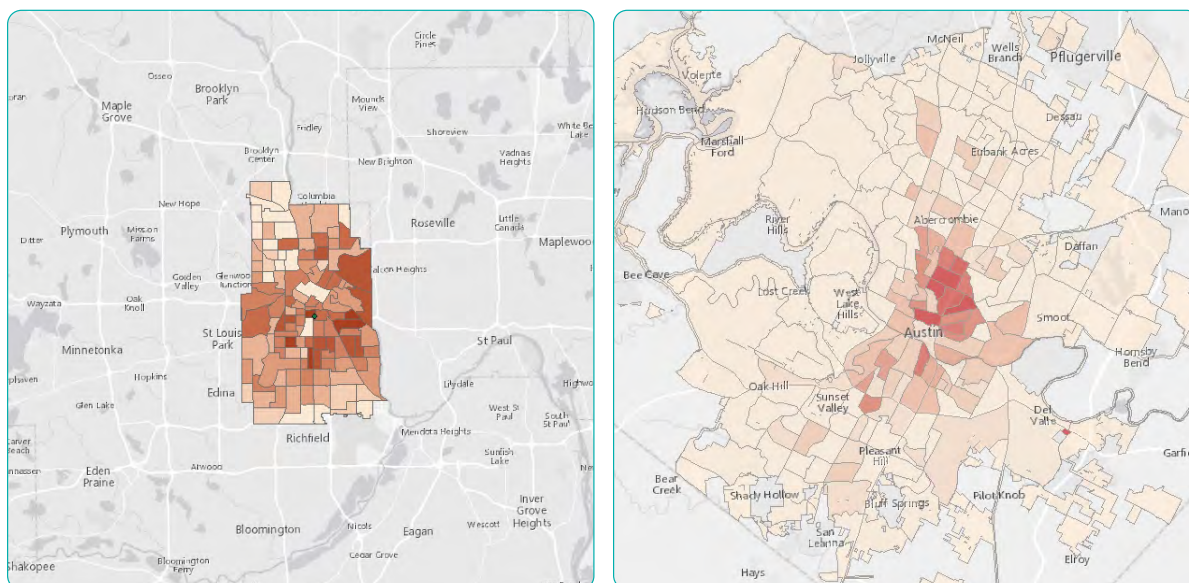 Circle
Pines
Osseo
Brooklyn
Park
Maple
Grove
Mounds
View
Fridley
Shoreview
White Be
Lake
Brooklyn
Center
New Brighton
Vadnais
Heights
New Hope
Columbia
Roseville
Little
Canada
Plymouth
Mission
Farms
Maplewood
Golden
Valley
Glenwood
Junction
Falcon Heights
Wayzata
Oak
Knoll
St Louis
Park
St Paul
Minnetonka
Hopkins
Edina
Lilydale
Glen Lake
West St
Paul
South
St Paul
Richfield
Mendota Heights
Sunfish
Lake
Eden
Prairie
Inver
Grove
Heights
Bloomington
Nicols
Eagan
Wescott
Cedar Grove
Bloomington
Ferry
Shakopee
McNeil
Jollyville
Wells
Branch
Pflugerville
Volente
Hudson Bend
Dessau
Marshall
Ford
Eubank Acres
River
Hills
Abercrombie
Daffan
Bee Cave
Lost Creek
West
Lake
Hills
Smoot
Austin
Hornsby
Bend
Oak Hill
Sunset
Valley
Del
Valle
Pleasant
Hill
Bear
Creek
Shady Hollow
Bluff Springs
Pilot Knob
San
Leanna
Elroy
Hays